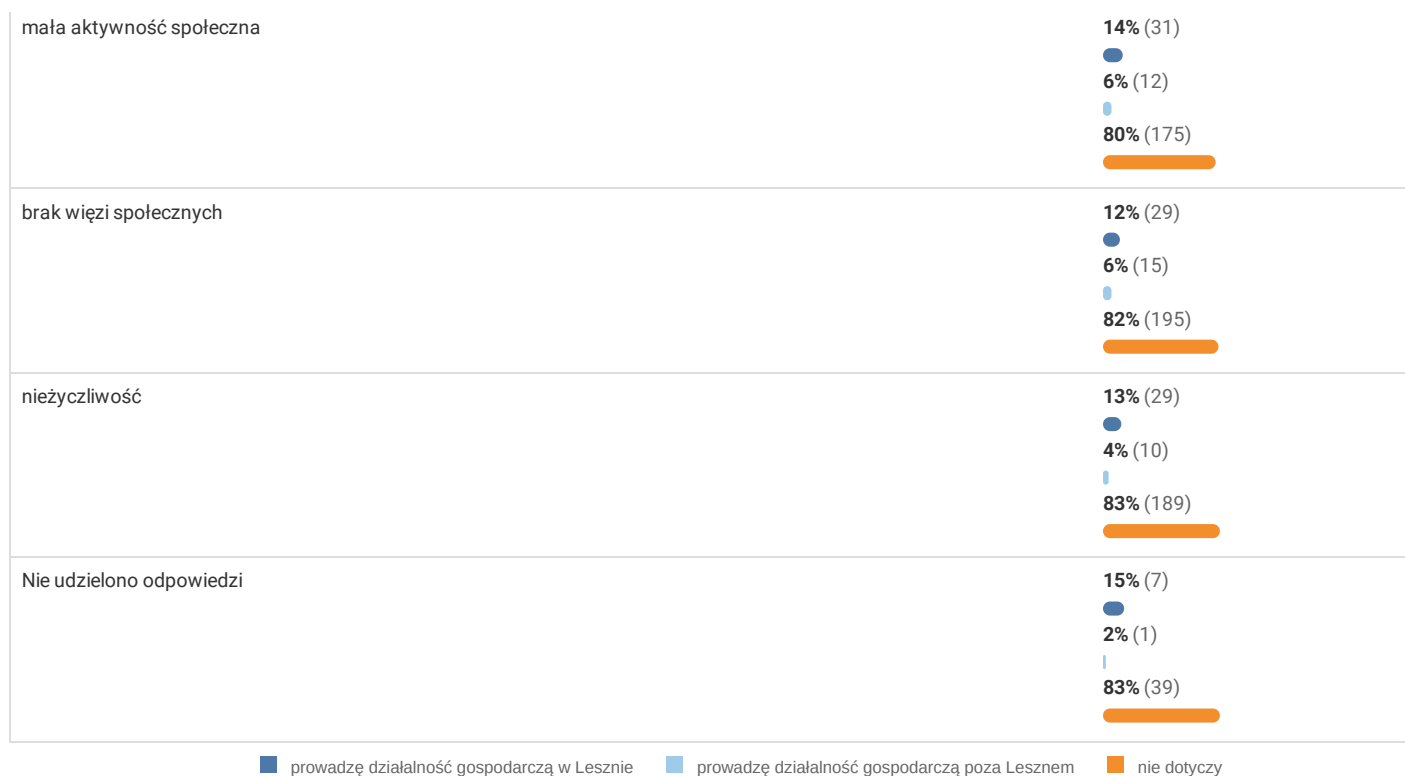 mała aktywność społeczna
14% (31)
6% (12)
80% (175)
brak więzi społecznych
12% (29)
6% (15)
82% (195)
nieżyczliwość
13% (29)
4% (10)
83% (189)
Nie udzielono odpowiedzi
15% (7)
2% (1)
83% (39)
prowadzę działalność gospodarczą w Lesznie prowadzę działalność gospodarczą poza Lesznem nie dotyczy